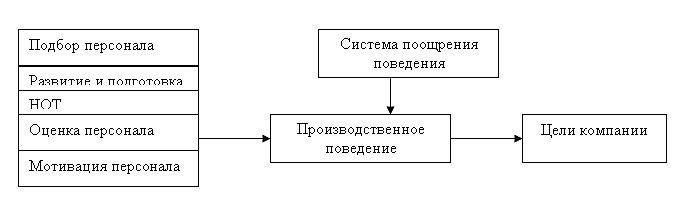 Подбор персонала
Развитие и подготовка
НОТ
Оценка персонала
Мотивация персонала
Система поощрения
поведения
Производственное
поведение
Цели компании